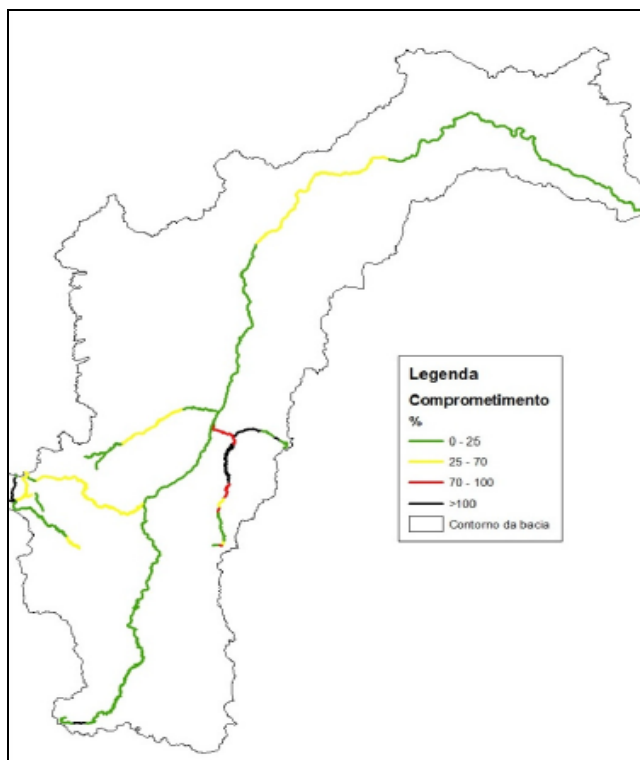 Legenda
Comprometimento
%
0 - 25
25 - 70
70 - 100
>100
Contorno da bacia